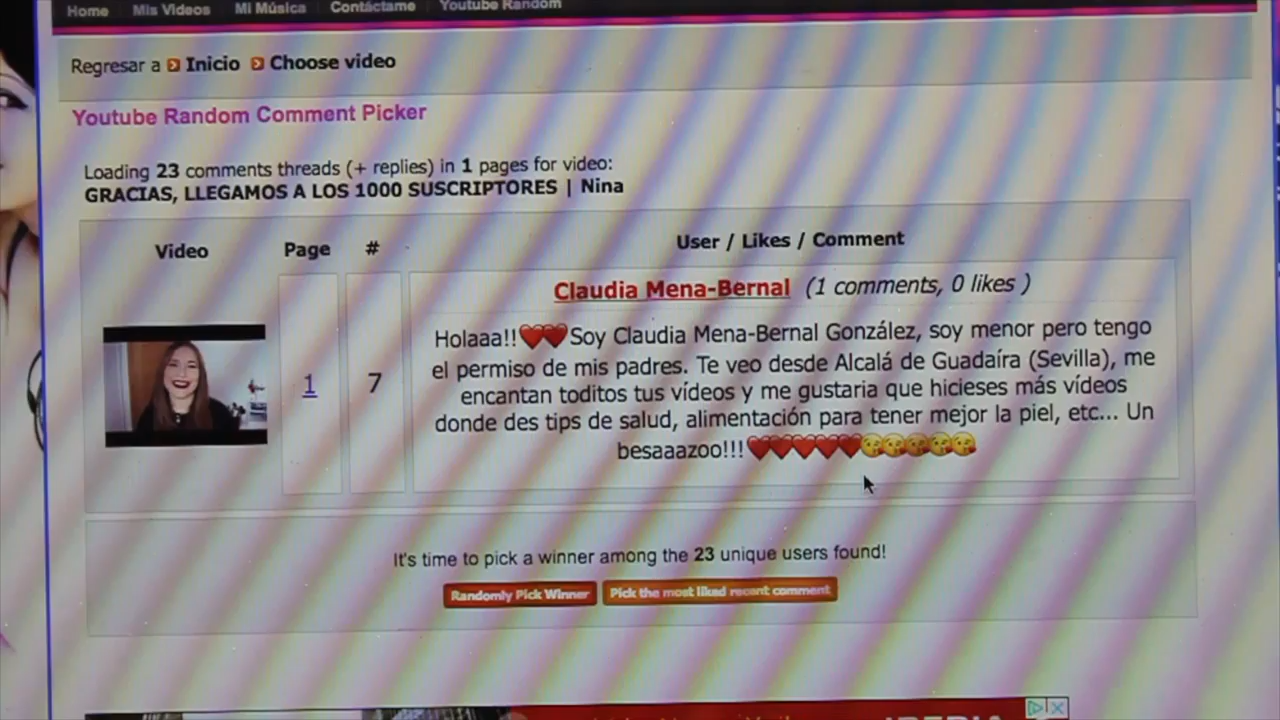 Home Mis Videos Mi Música Contáctame Youtube Random
Regresar a Inicio Choose video
Youtube Random Comment Picker
Loading 23 comments threads (+ replies) in 1 pages for video:
GRACIAS, LLEGAMOS A LOS 1000 SUSCRIPTORES | Nina
Video Page # User / Likes / Comment
Claudia Mena-Bernal (1 comments, 0 likes )
Holaaa!!❤❤Soy Claudia Mena-Bernal González, soy menor pero tengo
el permiso de mis padres. Te veo desde Alcalá de Guadaíra (Sevilla), me
encantan toditos tus vídeos y me gustaria que hicieses más vídeos
donde des tips de salud, alimentación para tener mejor la piel, etc... Un
besaaazoo!!!❤❤❤❤❤😘😘😘😘😘
1 7
It's time to pick a winner among the 23 unique users found!
Randomly Pick Winner Pick the most liked recent comment